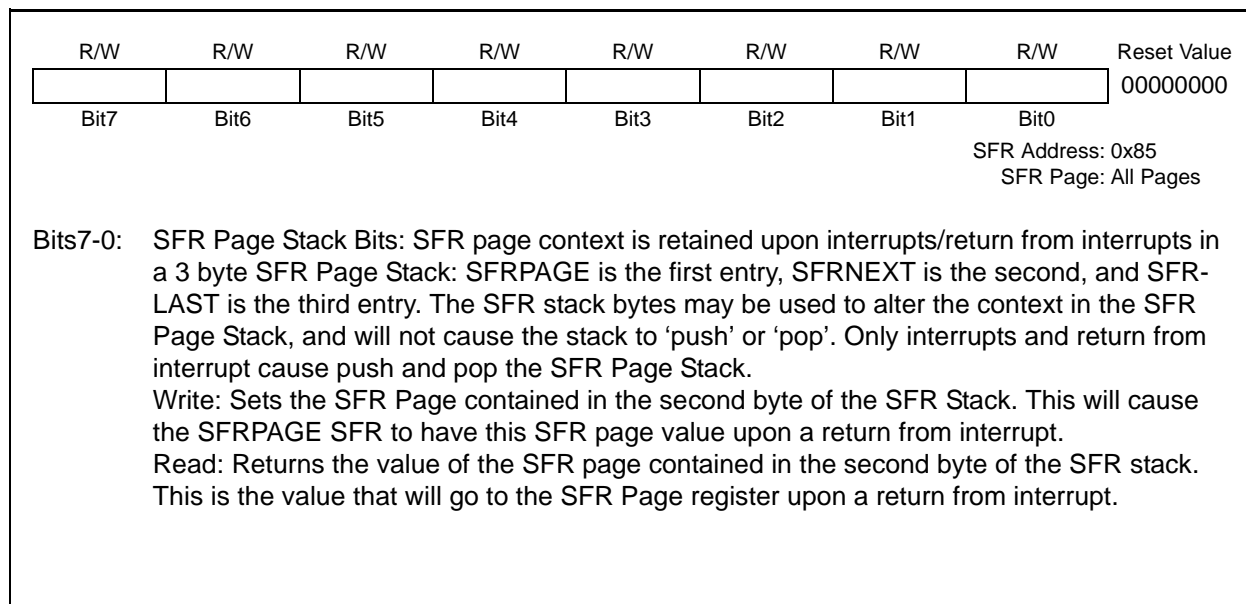 R/W R/W R/W R/W R/W R/W R/W R/W Reset Value
00000000
Bit7 Bit6 Bit5 Bit4 Bit3 Bit2 Bit1 Bit0
SFR Address: 0x85
SFR Page: All Pages
Bits7-0: SFR Page Stack Bits: SFR page context is retained upon interrupts/return from interrupts in
a 3 byte SFR Page Stack: SFRPAGE is the first entry, SFRNEXT is the second, and SFR-
LAST is the third entry. The SFR stack bytes may be used to alter the context in the SFR
Page Stack, and will not cause the stack to ‘push’ or ‘pop’. Only interrupts and return from
interrupt cause push and pop the SFR Page Stack.
Write: Sets the SFR Page contained in the second byte of the SFR Stack. This will cause
the SFRPAGE SFR to have this SFR page value upon a return from interrupt.
Read: Returns the value of the SFR page contained in the second byte of the SFR stack.
This is the value that will go to the SFR Page register upon a return from interrupt.